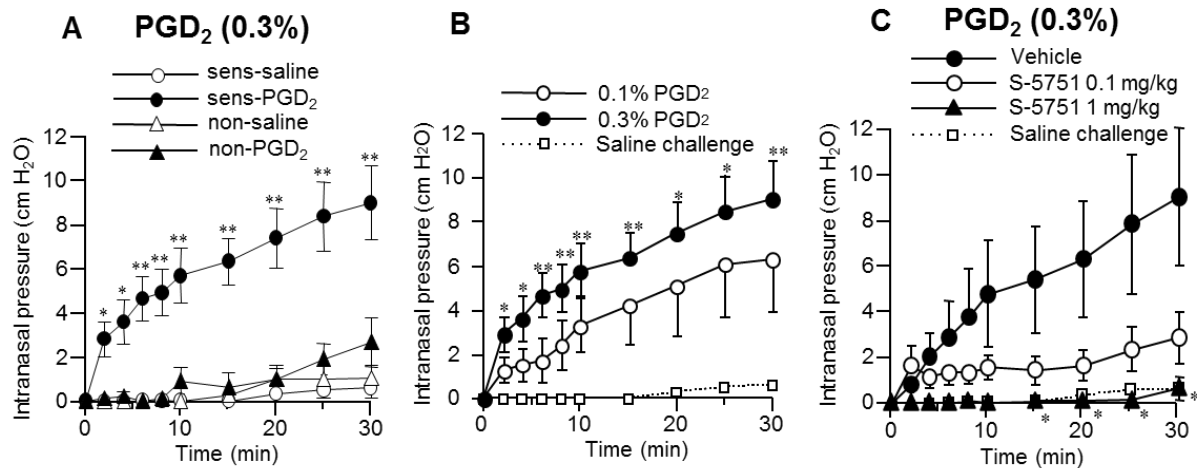 A PGD₂ (0.3%)
sens-saline
sens-PGD₂
non-saline
non-PGD₂
Intranasal pressure (cm H₂O)
12
10
8
6
4
2
0
* * ** ** ** ** ** ** **
0 10 20 30
Time (min)
B
0.1% PGD₂
0.3% PGD₂
Saline challenge
Intranasal pressure (cm H₂O)
12
10
8
6
4
2
0
* * ** ** ** ** * * **
0 10 20 30
Time (min)
C PGD₂ (0.3%)
Vehicle
S-5751 0.1 mg/kg
S-5751 1 mg/kg
Saline challenge
Intranasal pressure (cm H₂O)
12
10
8
6
4
2
0
* * * *
0 10 20 30
Time (min)